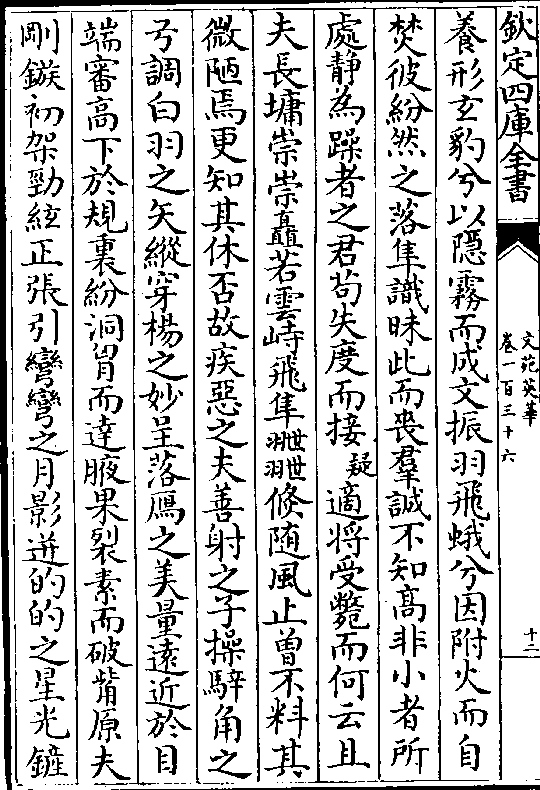 欽定四庫全書
文苑英華
卷一百三十六
十二
養形玄豹兮以隱霧而成文振羽飛蛾兮因附火而自
焚彼紛然之落隼識昧此而喪羣誠不知高非小者所
處静為躁者之君苟失度而接疑適將受斃而何云且
夫長墉崇崇矗若雲峙飛隼𦒃𦒃倏随風止曾不料其
微陋焉更知其休否故疾惡之夫善射之子操騂角之
弓調白羽之矢縱穿楊之妙呈落鴈之美量遠近於目
端審高下於規裏紛洞胷而達腋果裂素而破觜原夫
剛鏃初架勁絃正張引彎彎之月影迸的的之星光鏟